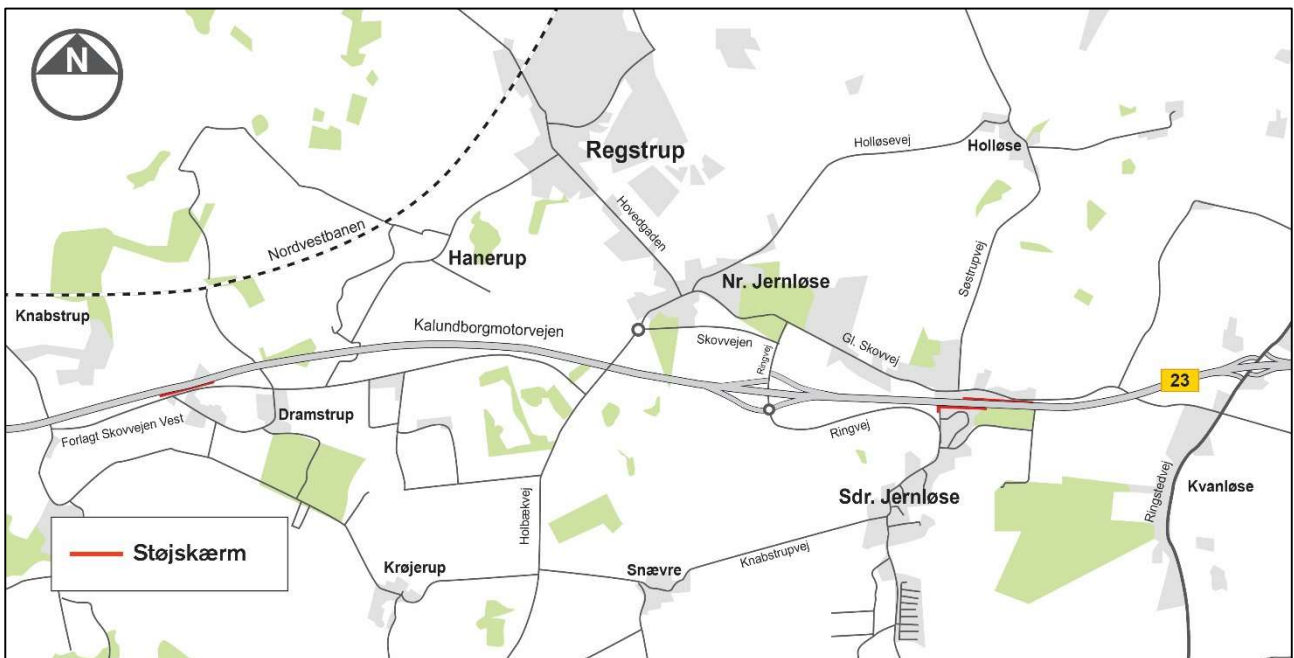 N
Regstrup
Holløsevej
Holløse
Hovedgaden
Nordvestbanen
Hanerup
Søstrupvej
Nr. Jernløse
Knabstrup
Kalundborgmotorvejen
Skovvejen
Ringvej
Gl. Skovvej
23
Dramstrup
Forlagt Skovvejen Vest
Ringvej
Sdr. Jernløse
Ringstedvej
Kvanløse
Holbækvej
Støjskærm
Krøjerup
Snævre
Knabstrupvej